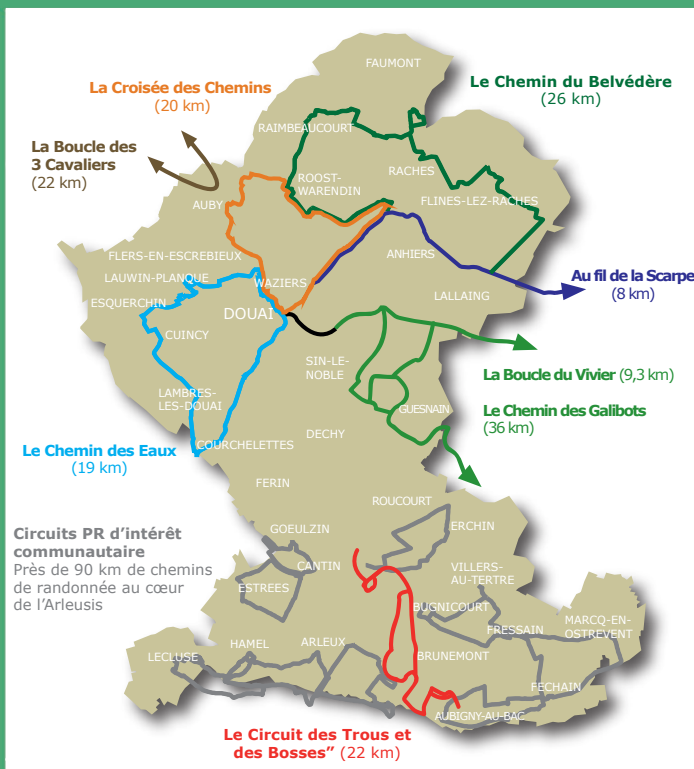 FAUMONT
La Croisée des Chemins
(20 km)
Le Chemin du Belvédère
(26 km)
RAIMBEAUCOURT
La Boucle des
3 Cavaliers
(22 km)
ROOST-
WARENDIN
RACHES
AUBY
FLINES-LEZ-RACHES
FLERS-EN-ESCREBIEUX
ANHIERS
LAUWIN-PLANQUE
WAZIERS
Au fil de la Scarpe
(8 km)
ESQUERCHIN
LALLAING
DOUAI
CUINCY
SIN-LE-
NOBLE
La Boucle du Vivier (9,3 km)
LAMBRES-
LES-DOUAI
GUESNAIN
Le Chemin des Galibots
(36 km)
DECHY
COURCHELETTES
Le Chemin des Eaux
(19 km)
FERIN
ROUCOURT
GOEULZIN
ERCHIN
Circuits PR d’intérêt
communautaire
Près de 90 km de chemins
de randonnée au cœur
de l’Arleusis
CANTIN
VILLERS-
AU-TERTRE
ESTREES
BUGNICOURT
MARCQ-EN-
OSTREVENT
FRESSAIN
HAMEL
ARLEUX
LECLUSE
BRUNEMONT
FECHAIN
AUBIGNY-AU-BAC
Le Circuit des Trous et
des Bosses” (22 km)